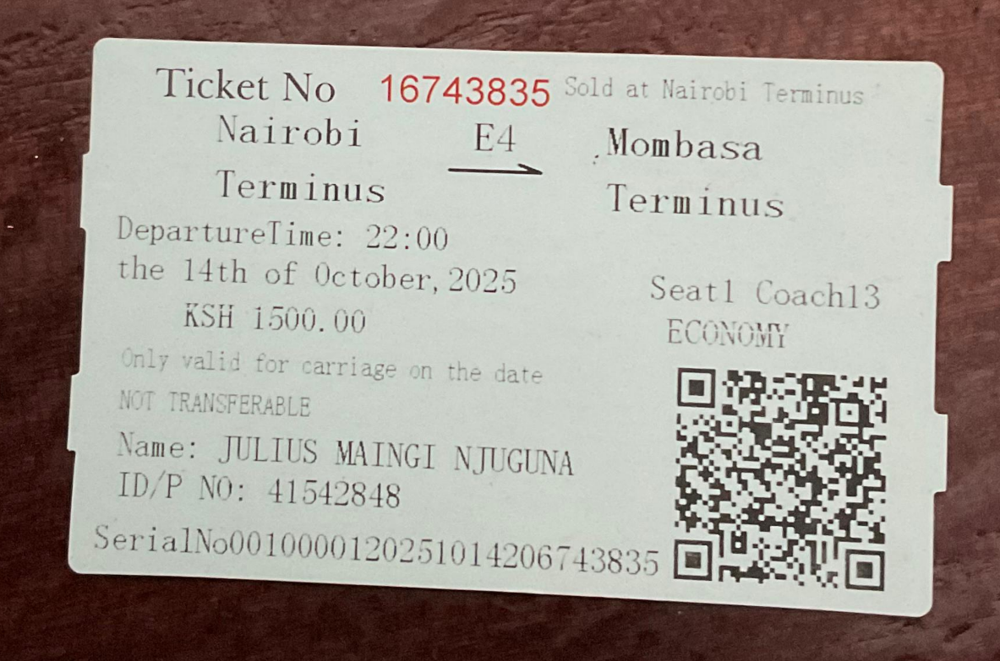 Ticket No 16743835 Sold at Nairobi Terminus
Nairobi E4 Mombasa
Terminus Terminus
DepartureTime: 22:00
the 14th of October, 2025
Seat1 Coach13
KSH 1500.00
ECONOMY
Only valid for carriage on the date
NOT TRANSFERABLE
Name: JULIUS MAINGI NJUGUNA
ID/P NO: 41542848
SerialNo0010000120251014206743835